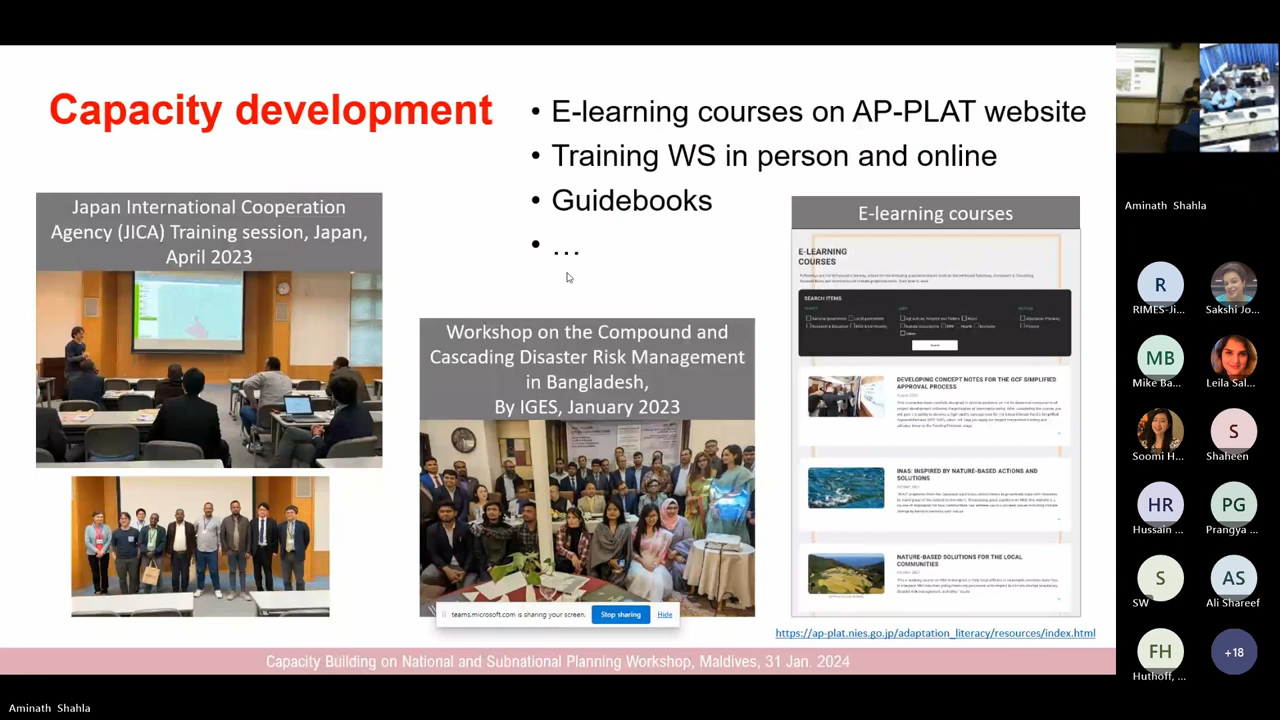 Capacity development
• E-learning courses on AP-PLAT website
• Training WS in person and online
• Guidebooks
• ...
Japan International Cooperation
Agency (JICA) Training session, Japan,
April 2023
Workshop on the Compound and
Cascading Disaster Risk Management
in Bangladesh,
By IGES, January 2023
E-learning courses
E-LEARNING
COURSES
SEARCH ITEMS
DEVELOPING CONCEPT NOTES FOR THE GCF SIMPLIFIED
APPROVAL PROCESS
INAS: INSPIRED BY NATURE-BASED ACTIONS AND
SOLUTIONS
NATURE-BASED SOLUTIONS FOR THE LOCAL
COMMUNITIES
teams.microsoft.com is sharing your screen.
Stop sharing
Hide
https://ap-plat.nies.go.jp/adaptation_literacy/resources/index.html
Capacity Building on National and Subnational Planning Workshop, Maldives, 31 Jan. 2024
Aminath Shahla
R
RIMES-Ji...
Sakshi Jo...
MB
Mike Ba...
Leila Sal...
Soomi H...
S
Shaheen
HR
Hussain ...
PG
Prangya ...
S
SW
AS
Ali Shareef
FH
Huthoff, ...
+18
Aminath Shahla